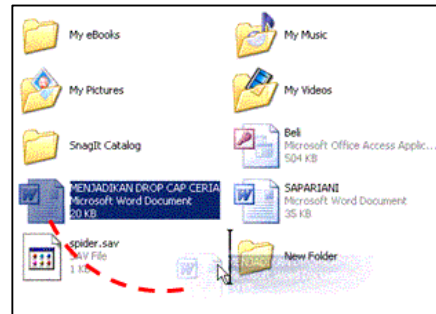 My eBooks
My Music
My Pictures
My Videos
SnagIt Catalog
Beli
Microsoft Office Access Applic...
504 KB
MENJADIKAN DROP CAP CERIA
Microsoft Word Document
20 KB
SAPARIANI
Microsoft Word Document
35 KB
spider.sav
SAV File
1 KB
New Folder